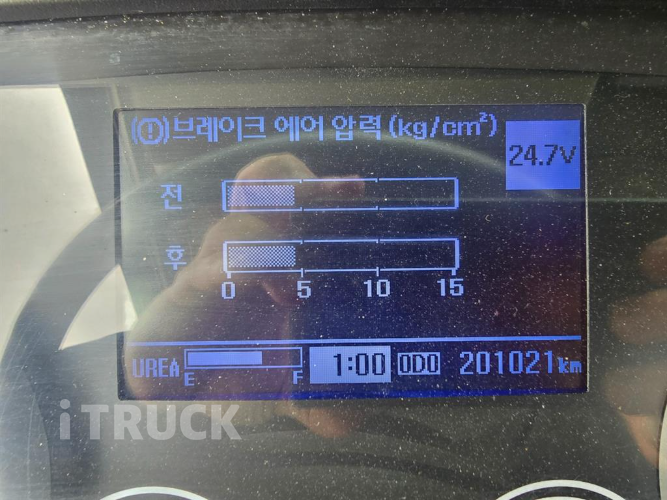 (!)브레이크 에어 압력 (kg/cm²)
24.7V
전
후
0 5 10 15
UREA E F 1:00 ODO 201021km
iTRUCK